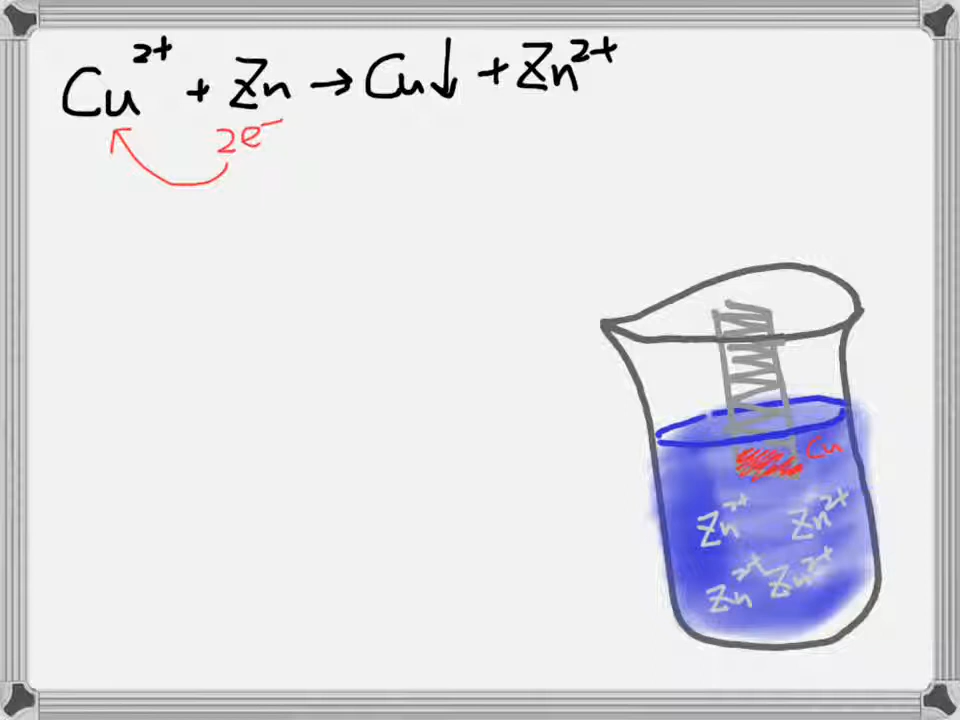 Cu²⁺ + Zn → Cu↓ + Zn²⁺
2e⁻
Cu
Zn²⁺ Zn²⁺
Zn²⁺ Zn²⁺